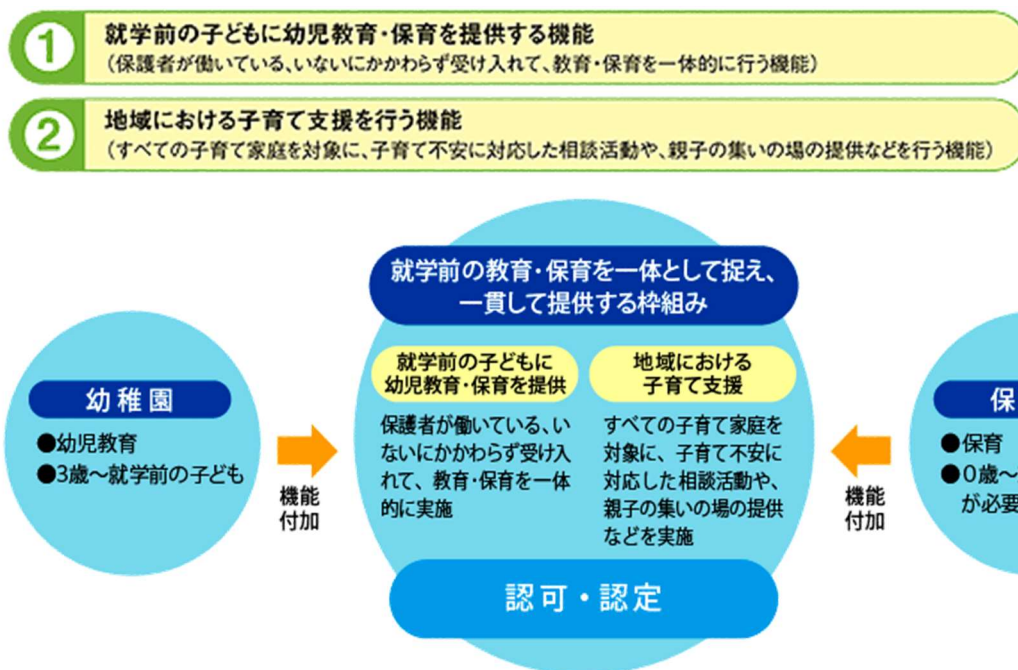 1
就学前の子どもに幼児教育・保育を提供する機能
(保護者が働いている、いないにかかわらず受け入れて、教育・保育を一体的に行う機能)
2
地域における子育て支援を行う機能
(すべての子育て家庭を対象に、子育て不安に対応した相談活動や、親子の集いの場の提供などを行う機能)
就学前の教育・保育を一体として捉え、
一貫して提供する枠組み
幼稚園
●幼児教育
●3歳～就学前の子ども
機能
付加
就学前の子どもに
幼児教育・保育を提供
保護者が働いている、い
ないにかかわらず受け入
れて、教育・保育を一体
的に実施
地域における
子育て支援
すべての子育て家庭を
対象に、子育て不安に
対応した相談活動や、
親子の集いの場の提供
などを実施
認可・認定
機能
付加
保
●保育
●0歳～
が必要